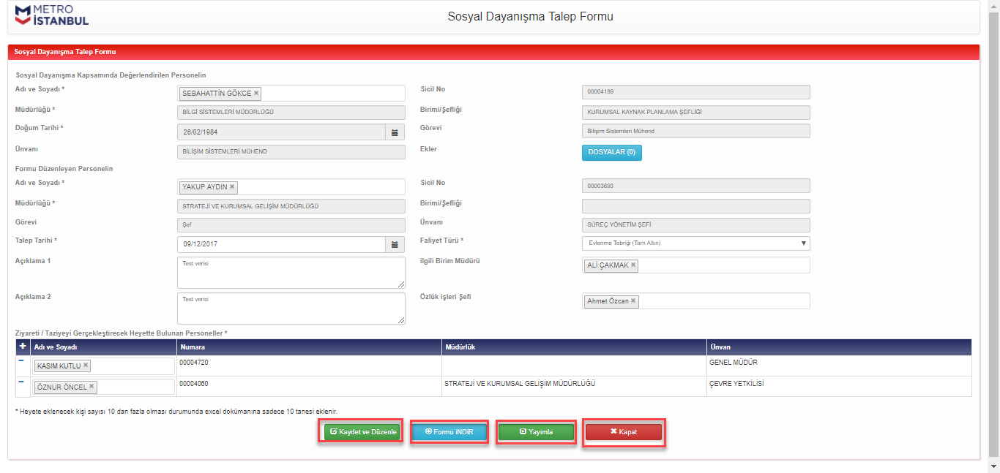 METRO
İSTANBUL
Sosyal Dayanışma Talep Formu
Sosyal Dayanışma Talep Formu
Sosyal Dayanışma Kapsamında Değerlendirilen Personelin
Adı ve Soyadı * SEBAHATTİN GÖKCE × Sicil No 00004189
Müdürlüğü * BİLGİ SİSTEMLERİ MÜDÜRLÜĞÜ Birimi/Şefliği KURUMSAL KAYNAK PLANLAMA ŞEFLİĞİ
Doğum Tarihi * 26/02/1984 Görevi Bilişim Sistemleri Mühend
Ünvanı BİLİŞİM SİSTEMLERİ MÜHEND Ekler DOSYALAR (0)
Formu Düzenleyen Personelin
Adı ve Soyadı * YAKUP AYDIN × Sicil No 00003693
Müdürlüğü * STRATEJİ VE KURUMSAL GELİŞİM MÜDÜRLÜĞÜ Birimi/Şefliği
Görevi Şef Ünvanı SÜREÇ YÖNETİM ŞEFİ
Talep Tarihi * 09/12/2017 Faliyet Türü * Evlenme Tebriği (Tam Altın)
Açıklama 1 Test verisi ilgili Birim Müdürü ALİ ÇAKMAK ×
Açıklama 2 Test verisi Özlük işleri Şefi Ahmet Özcan ×
Ziyareti / Taziyeyi Gerçekleştirecek Heyette Bulunan Personeller *
+ Adı ve Soyadı Numara Müdürlük Ünvan
− KASIM KUTLU × 00004720 GENEL MÜDÜR
− ÖZNUR ÖNCEL × 00004060 STRATEJİ VE KURUMSAL GELİŞİM MÜDÜRLÜĞÜ ÇEVRE YETKİLİSİ
* Heyete eklenecek kişi sayısı 10 dan fazla olması durumunda excel dokümanına sadece 10 tanesi eklenir.
Kaydet ve Düzenle Formu iNDiR Yayımla Kapat